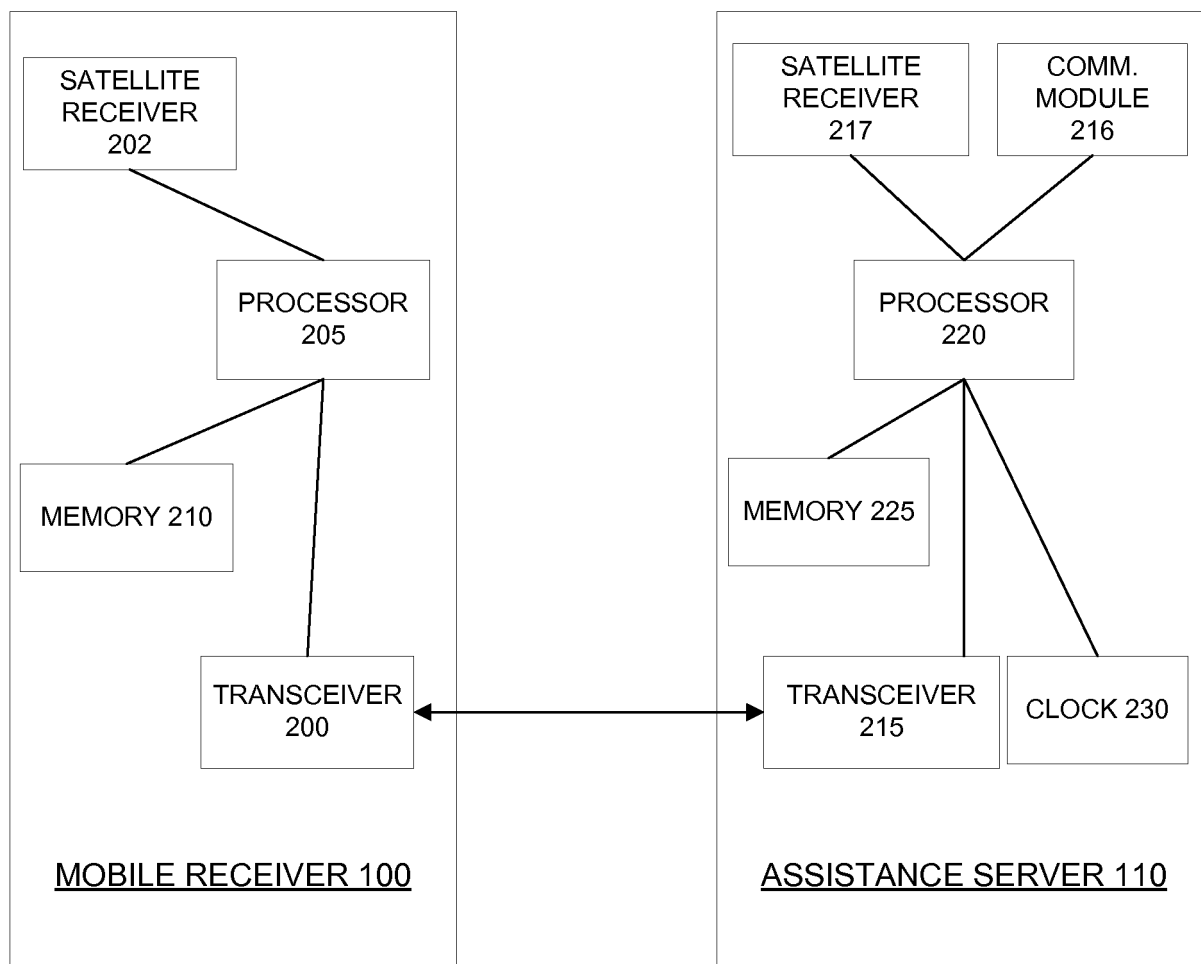 SATELLITE
RECEIVER
202
PROCESSOR
205
MEMORY 210
TRANSCEIVER
200
MOBILE RECEIVER 100
SATELLITE
RECEIVER
217
COMM.
MODULE
216
PROCESSOR
220
MEMORY 225
TRANSCEIVER
215
CLOCK 230
ASSISTANCE SERVER 110